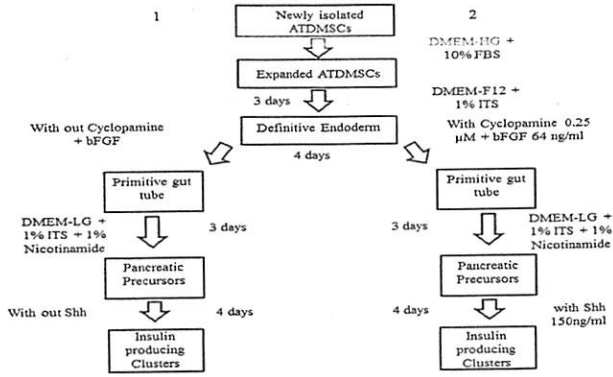 1
2
Newly isolated
ATDMSCs
DMEM-HG +
10% FBS
Expanded ATDMSCs
3 days
DMEM-F12 +
1% ITS
With out Cyclopamine
+ bFGF
Definitive Endoderm
With Cyclopamine 0.25
µM + bFGF 64 ng/ml
4 days
Primitive gut
tube
Primitive gut
tube
DMEM-LG +
1% ITS + 1%
Nicotinamide
3 days
3 days
DMEM-LG +
1% ITS + 1%
Nicotinamide
Pancreatic
Precursors
Pancreatic
Precursors
With out Shh
4 days
4 days
with Shh
150ng/ml
Insulin
producing
Clusters
Insulin
producing
Clusters